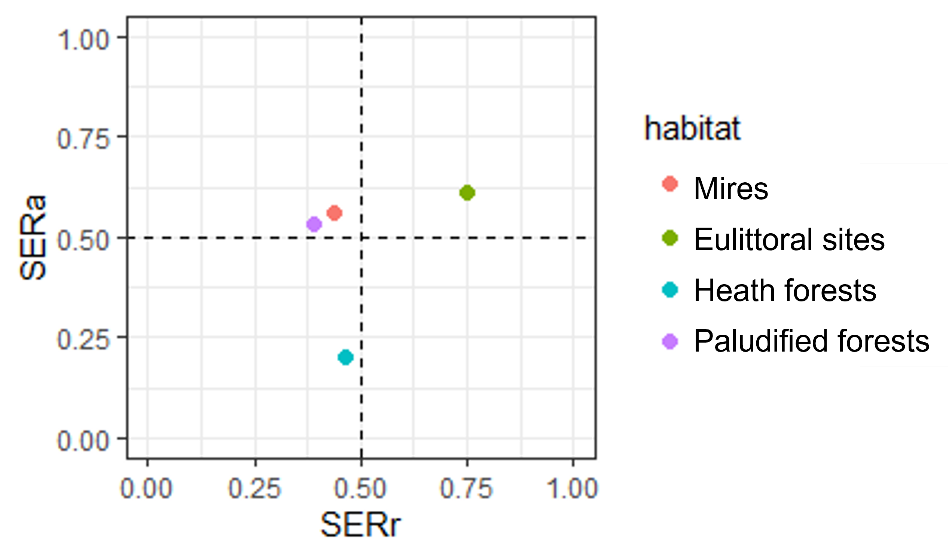 1.00
0.75
0.50
0.25
0.00
SERa
0.00 0.25 0.50 0.75 1.00
SERr
habitat
Mires
Eulittoral sites
Heath forests
Paludified forests